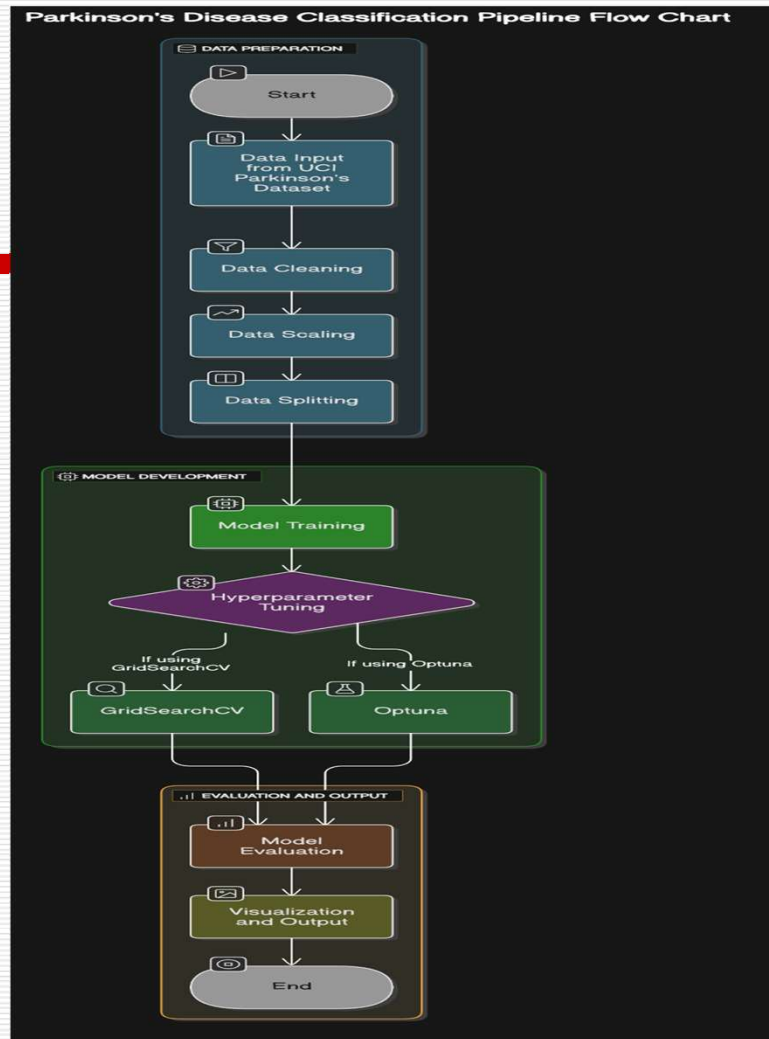 Parkinson's Disease Classification Pipeline Flow Chart
DATA PREPARATION
Start
Data Input
from UCI
Parkinson's
Dataset
Data Cleaning
Data Scaling
Data Splitting
MODEL DEVELOPMENT
Model Training
Hyperparameter
Tuning
If using
GridSearchCV
If using Optuna
GridSearchCV
Optuna
EVALUATION AND OUTPUT
Model
Evaluation
Visualization
and Output
End